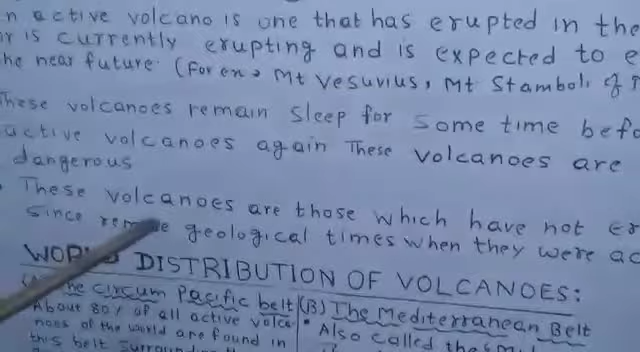 n active volcano is one that has erupted in the
or is currently erupting and is expected to e
he near future. (For ex Mt Vesuvius, Mt Stamboli of
These volcanoes remain sleep for some time befo
active volcanoes again These volcanoes are
dangerous
These volcanoes are those which have not er
since geological times when they were ac
WORLD DISTRIBUTION OF VOLCANOES:
The Circum Pacific belt
About 80% of all active volca
noes of the world are found in
this belt
(B) The Mediterranean Belt
Also called the